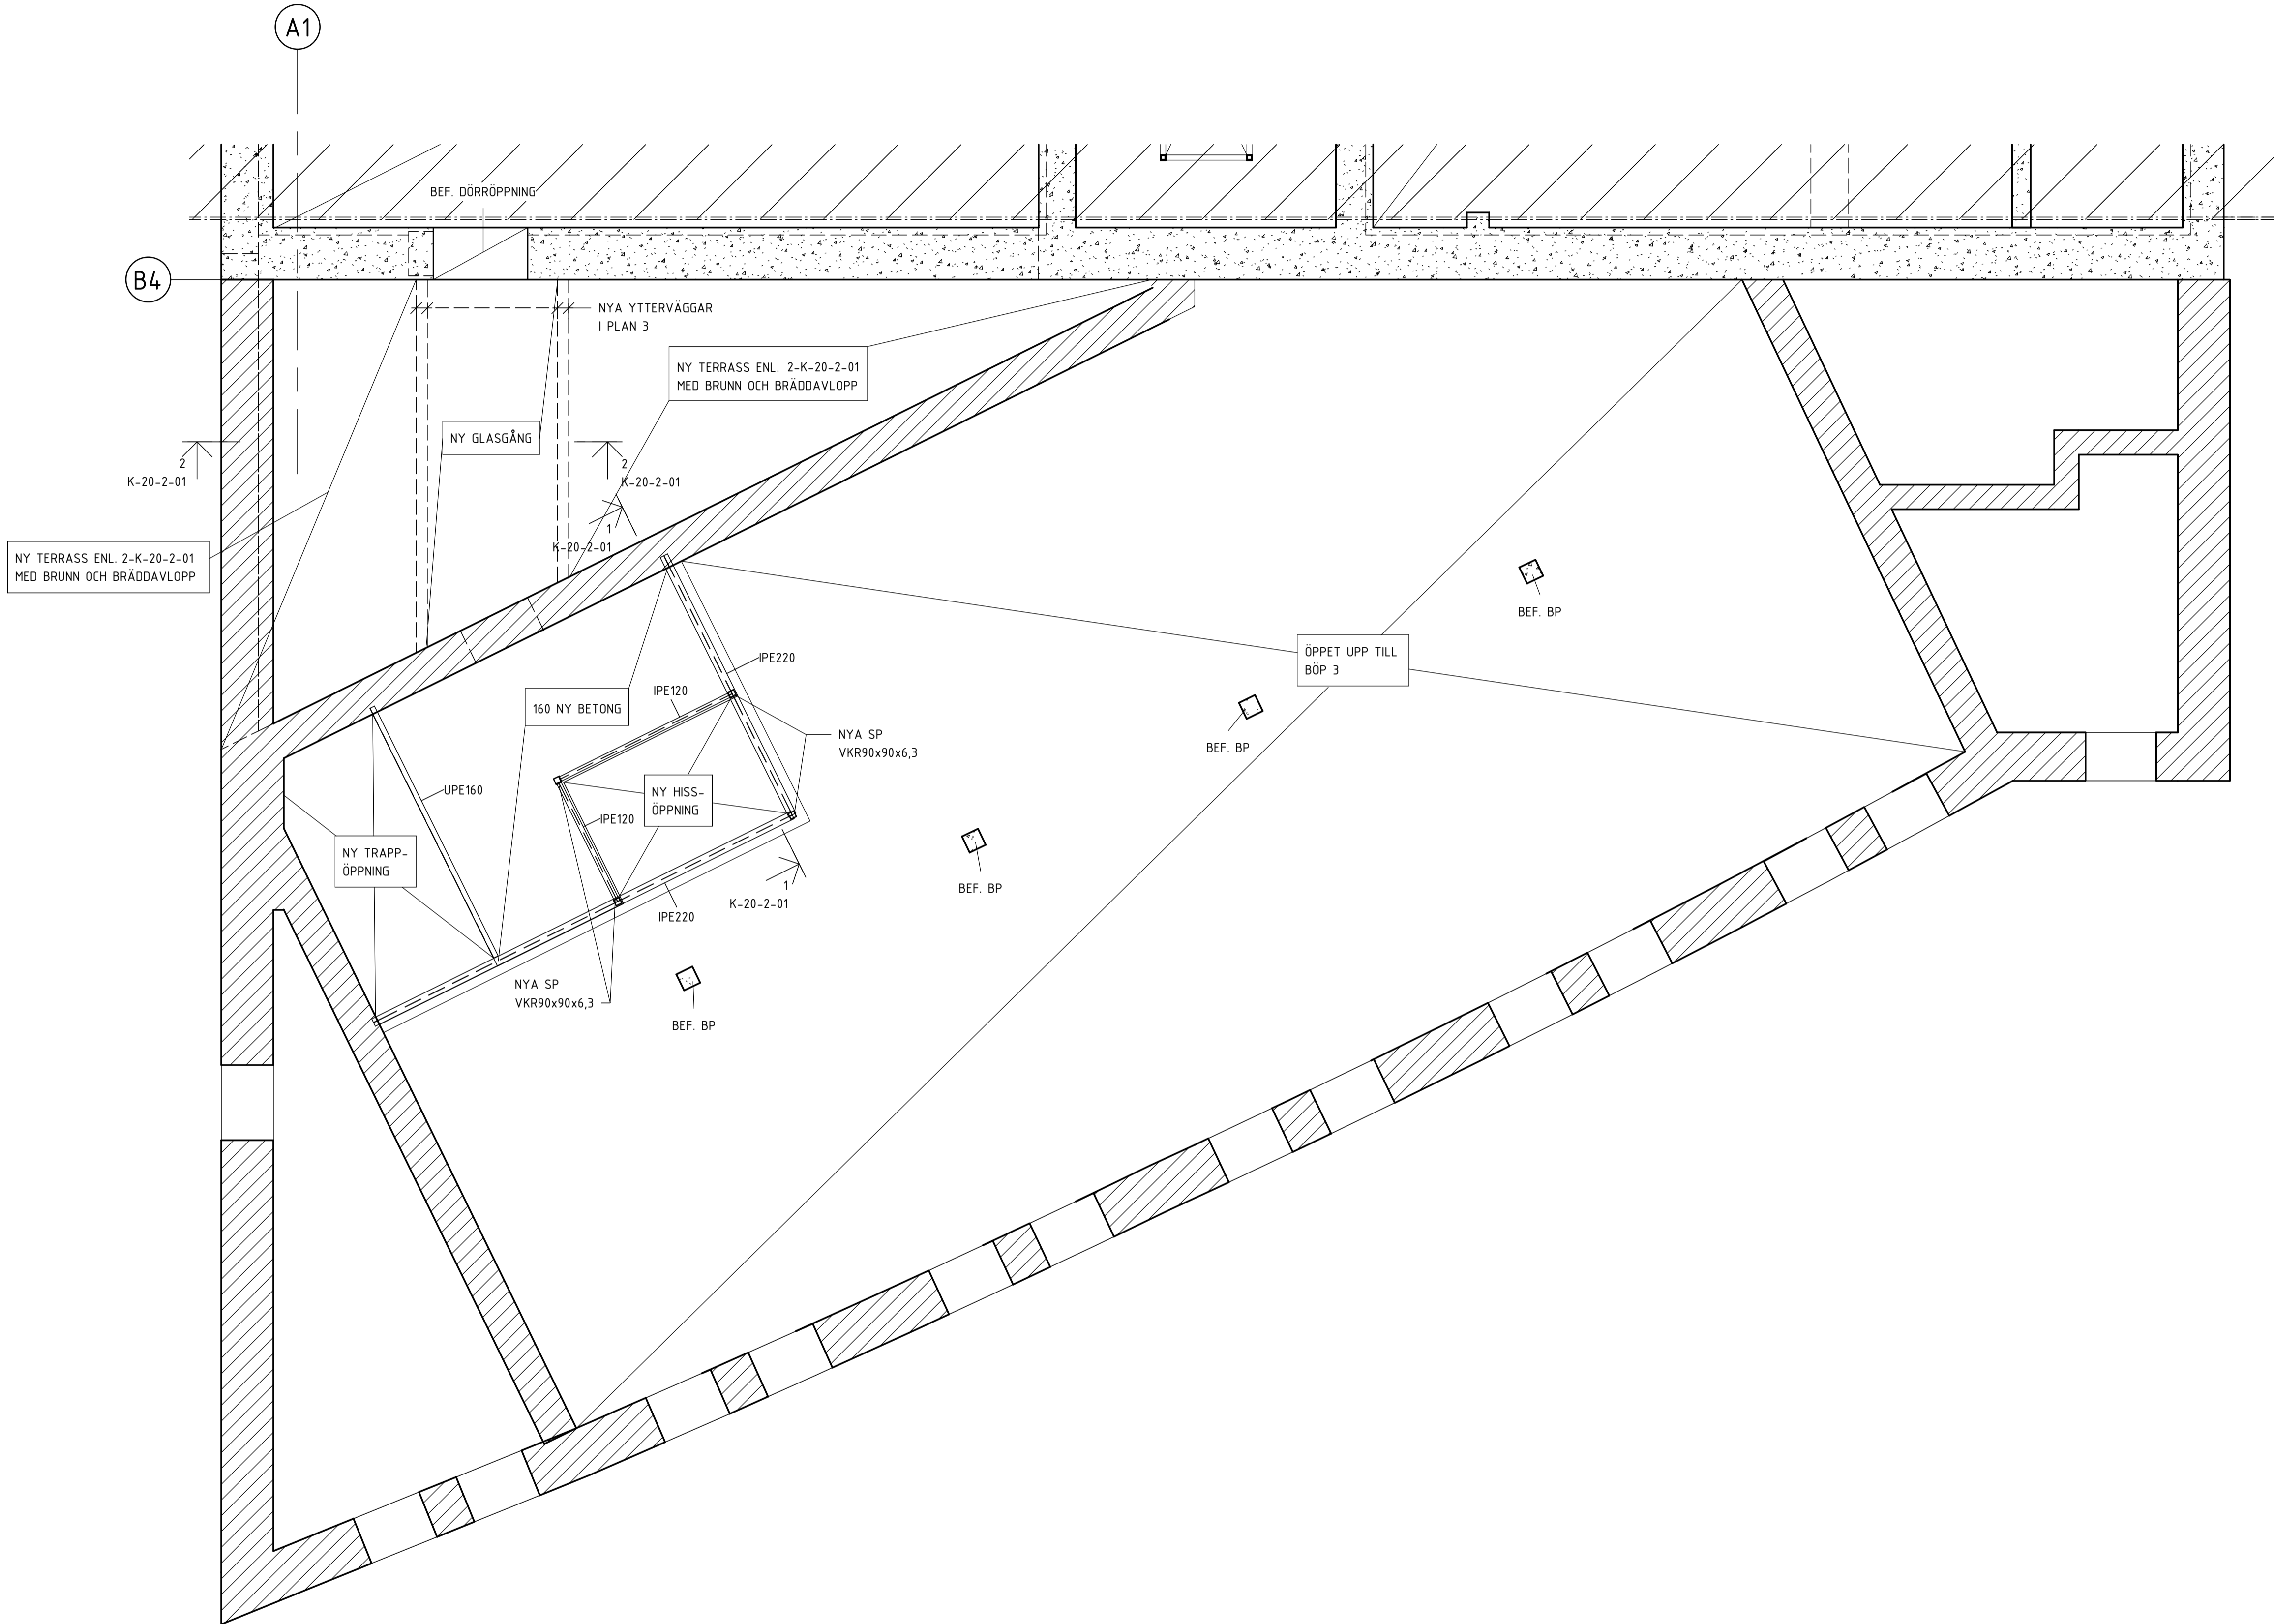 A1
BEF. DÖRRÖPPNING
B4
NYA YTTERVÄGGAR
I PLAN 3
NY TERRASS ENL. 2-K-20-2-01
MED BRUNN OCH BRÄDDAVLOPP
NY GLASGÅNG
2
K-20-2-01
2
K-20-2-01
1
K-20-2-01
NY TERRASS ENL. 2-K-20-2-01
MED BRUNN OCH BRÄDDAVLOPP
BEF. BP
ÖPPET UPP TILL
BÖP 3
IPE220
IPE120
160 NY BETONG
NYA SP
VKR90x90x6,3
BEF. BP
UPE160
NY HISS-
ÖPPNING
IPE120
NY TRAPP-
ÖPPNING
1
K-20-2-01
BEF. BP
IPE220
NYA SP
VKR90x90x6,3
BEF. BP